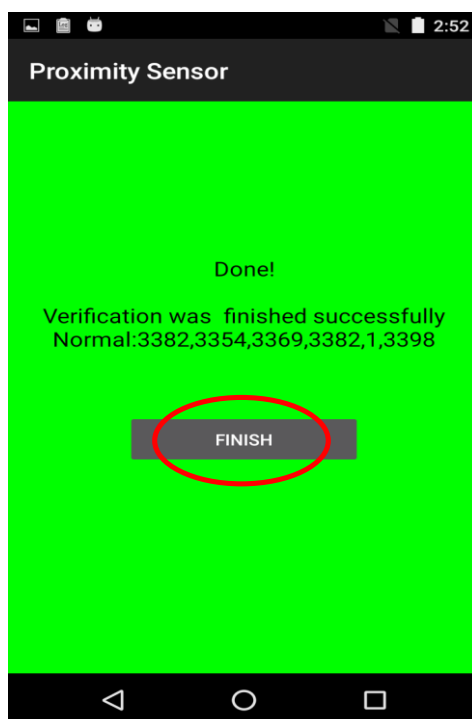 2:52
Proximity Sensor
Done!
Verification was  finished successfully
Normal:3382,3354,3369,3382,1,3398
FINISH